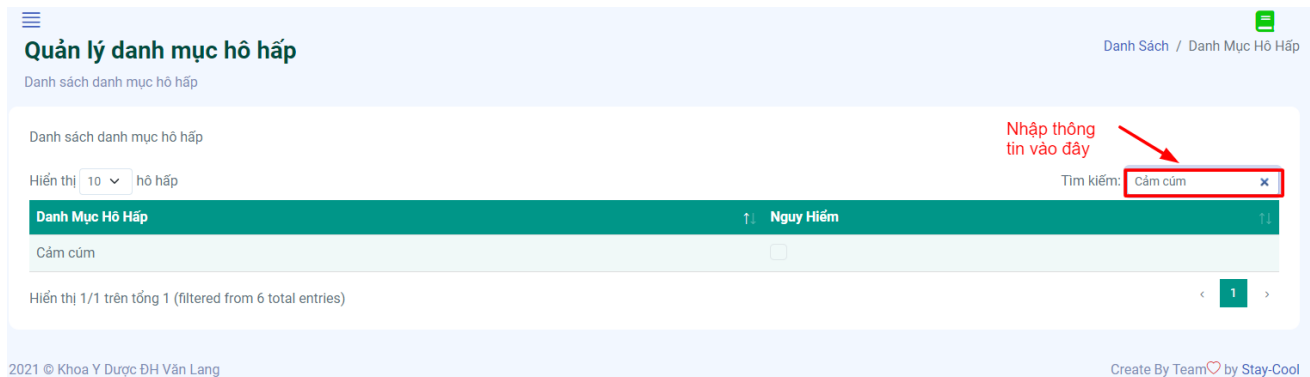 Quản lý danh mục hô hấp
Danh Sách / Danh Mục Hô Hấp
Danh sách danh mục hô hấp
Danh sách danh mục hô hấp
Nhập thông
tin vào đây
Hiển thị 10 hô hấp
Tìm kiếm: Cảm cúm
Danh Mục Hô Hấp Nguy Hiểm
Cảm cúm
Hiển thị 1/1 trên tổng 1 (filtered from 6 total entries)
‹ 1 ›
2021 © Khoa Y Dược ĐH Văn Lang
Create By Team♡ by Stay-Cool